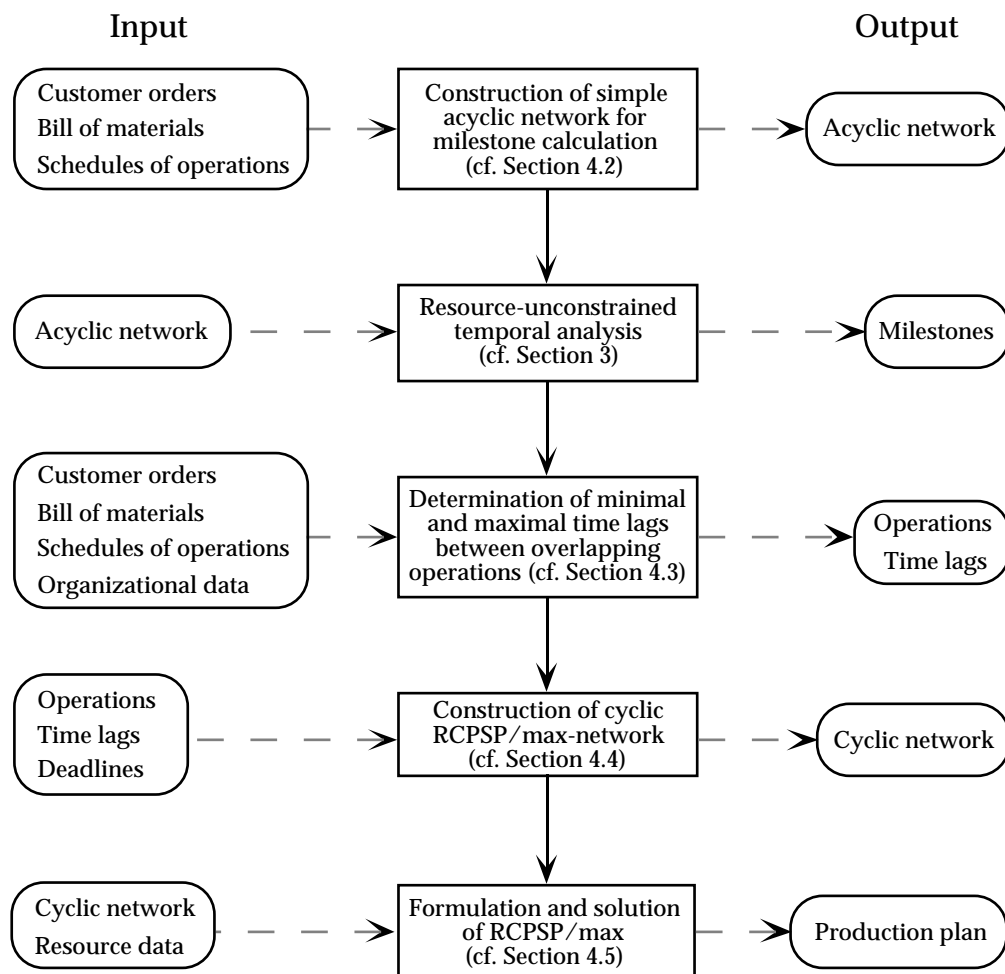 Input
Output
Customer orders
Bill of materials
Schedules of operations
Construction of simple
acyclic network for
milestone calculation
(cf. Section 4.2)
Acyclic network
Acyclic network
Resource-unconstrained
temporal analysis
(cf. Section 3)
Milestones
Customer orders
Bill of materials
Schedules of operations
Organizational data
Determination of minimal
and maximal time lags
between overlapping
operations (cf. Section 4.3)
Operations
Time lags
Operations
Time lags
Deadlines
Construction of cyclic
RCPSP/max-network
(cf. Section 4.4)
Cyclic network
Cyclic network
Resource data
Formulation and solution
of RCPSP/max
(cf. Section 4.5)
Production plan